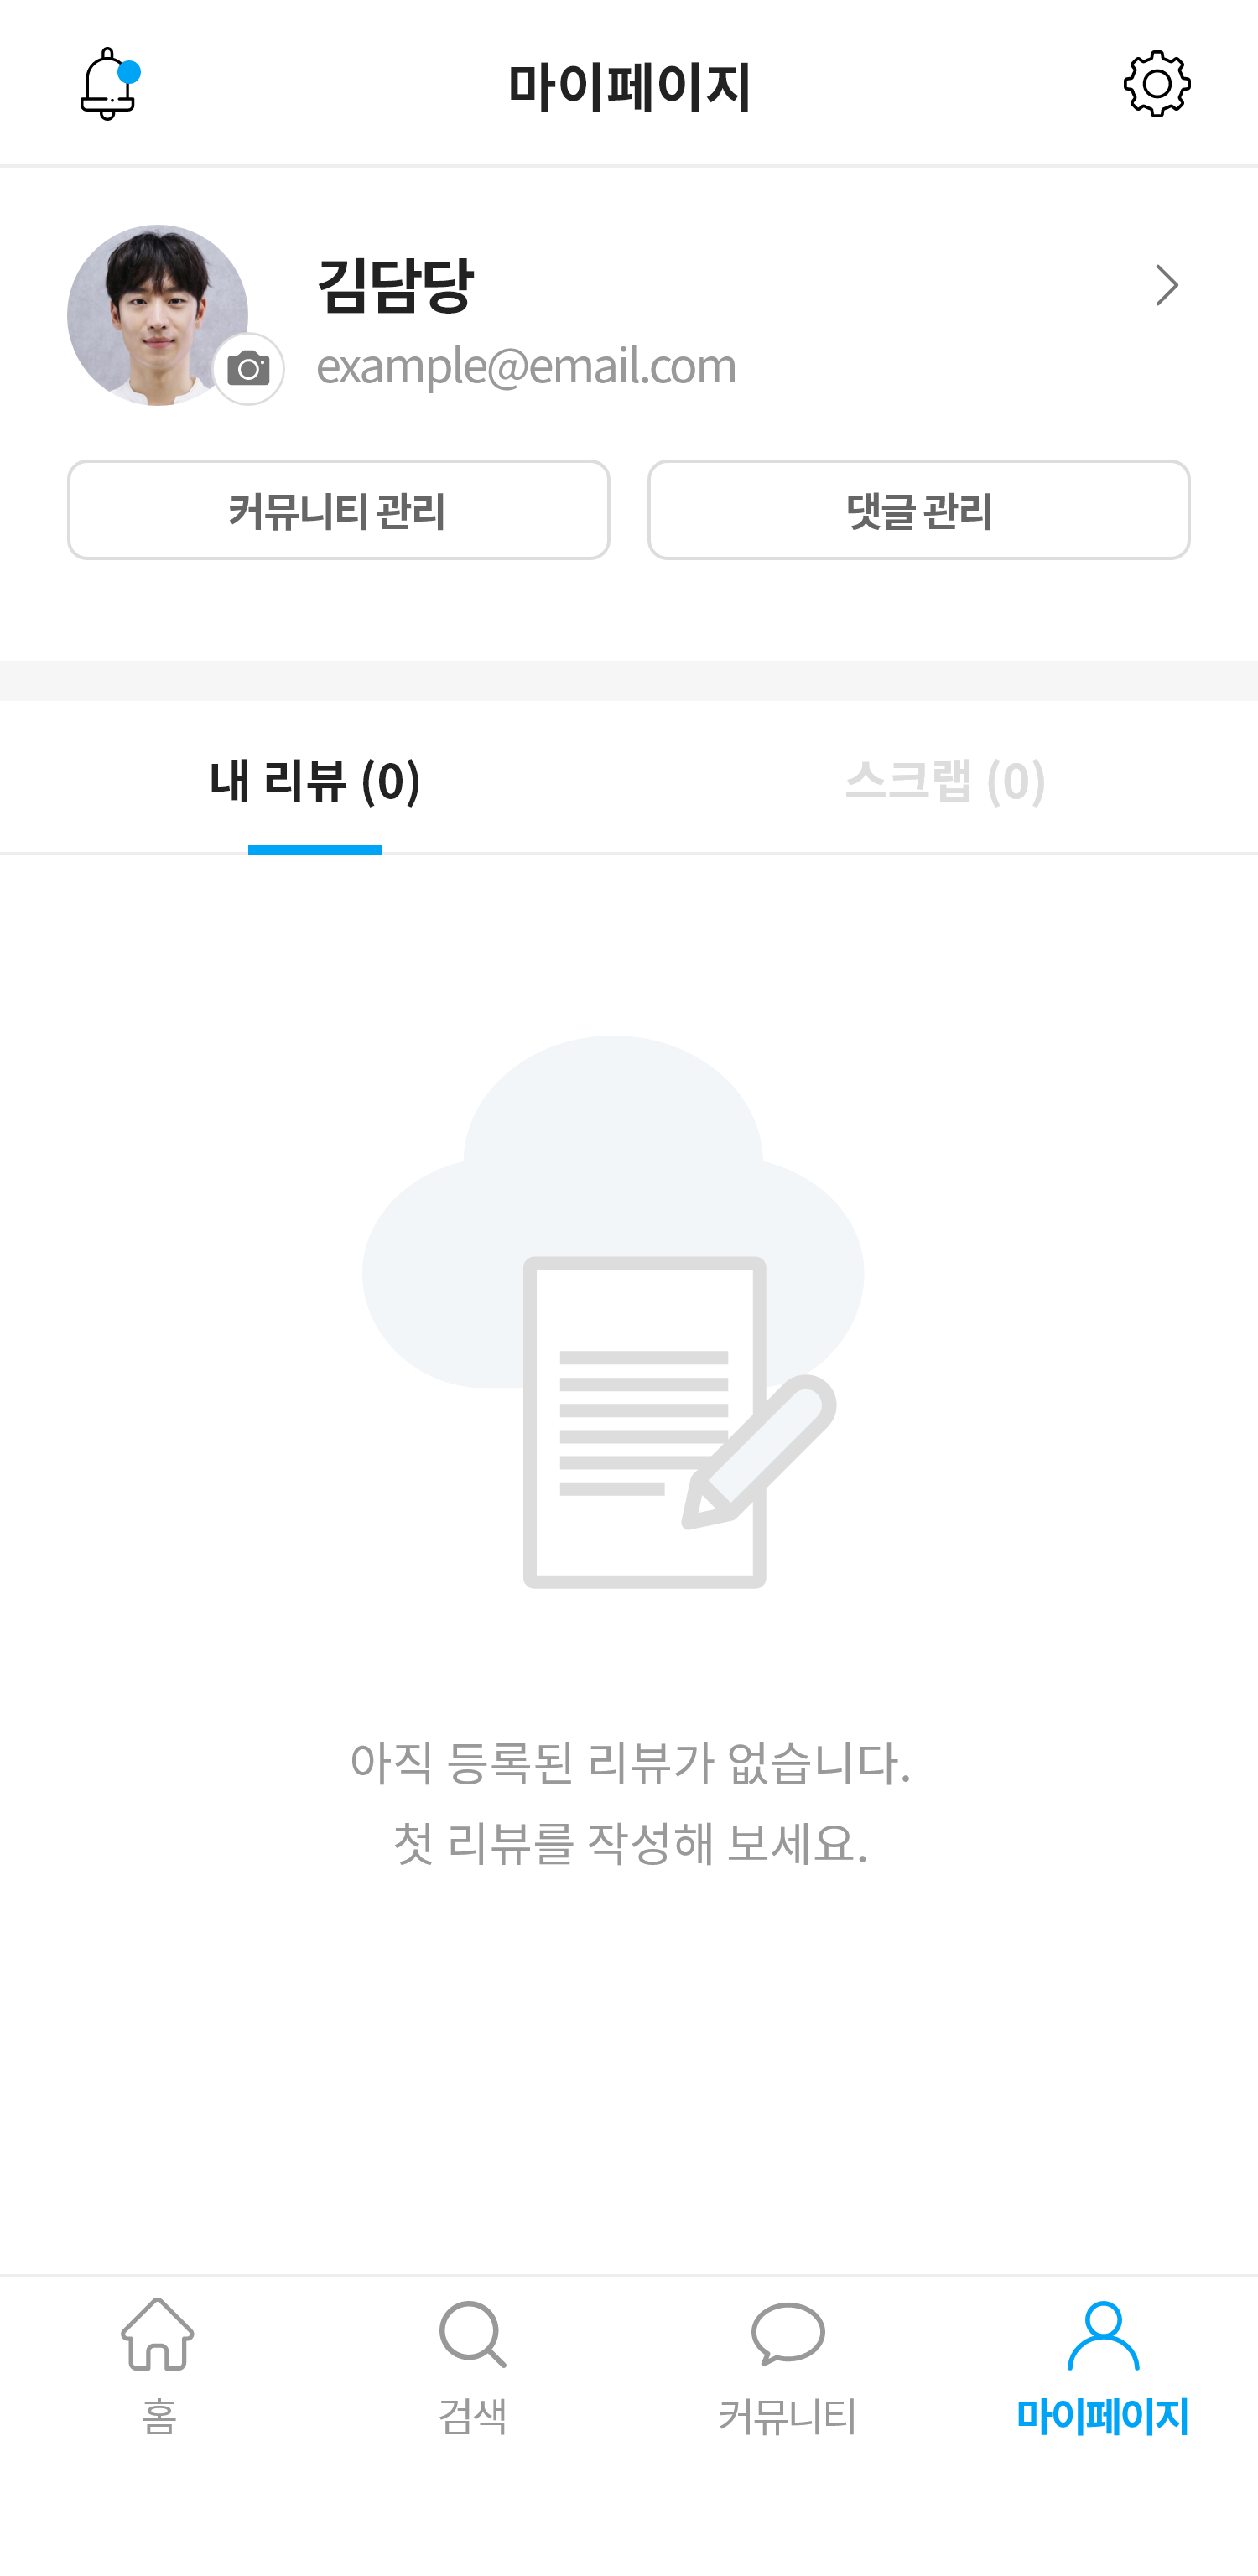 마이페이지
김담당
example@email.com
커뮤니티 관리
댓글 관리
내 리뷰 (0)
스크랩 (0)
아직 등록된 리뷰가 없습니다.
첫 리뷰를 작성해 보세요.
홈
검색
커뮤니티
마이페이지